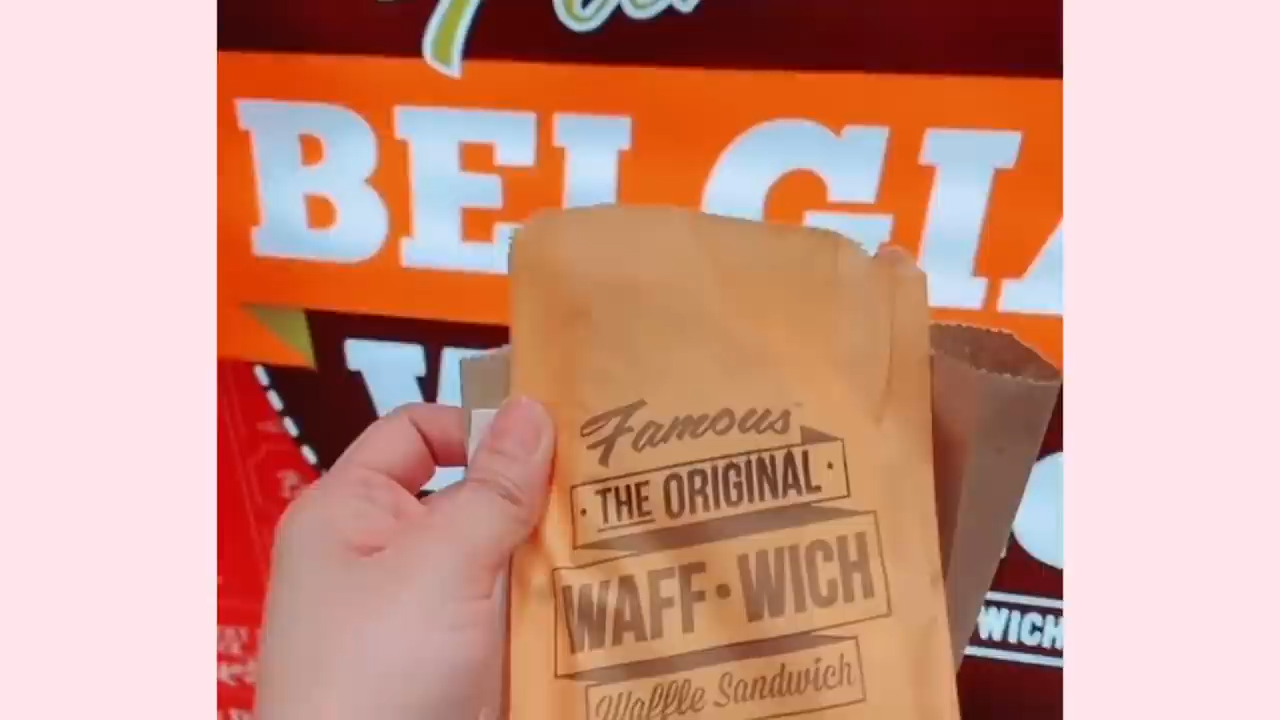 BELGIA
Famous
THE ORIGINAL
WAFF·WICH
Waffle Sandwich
WICH